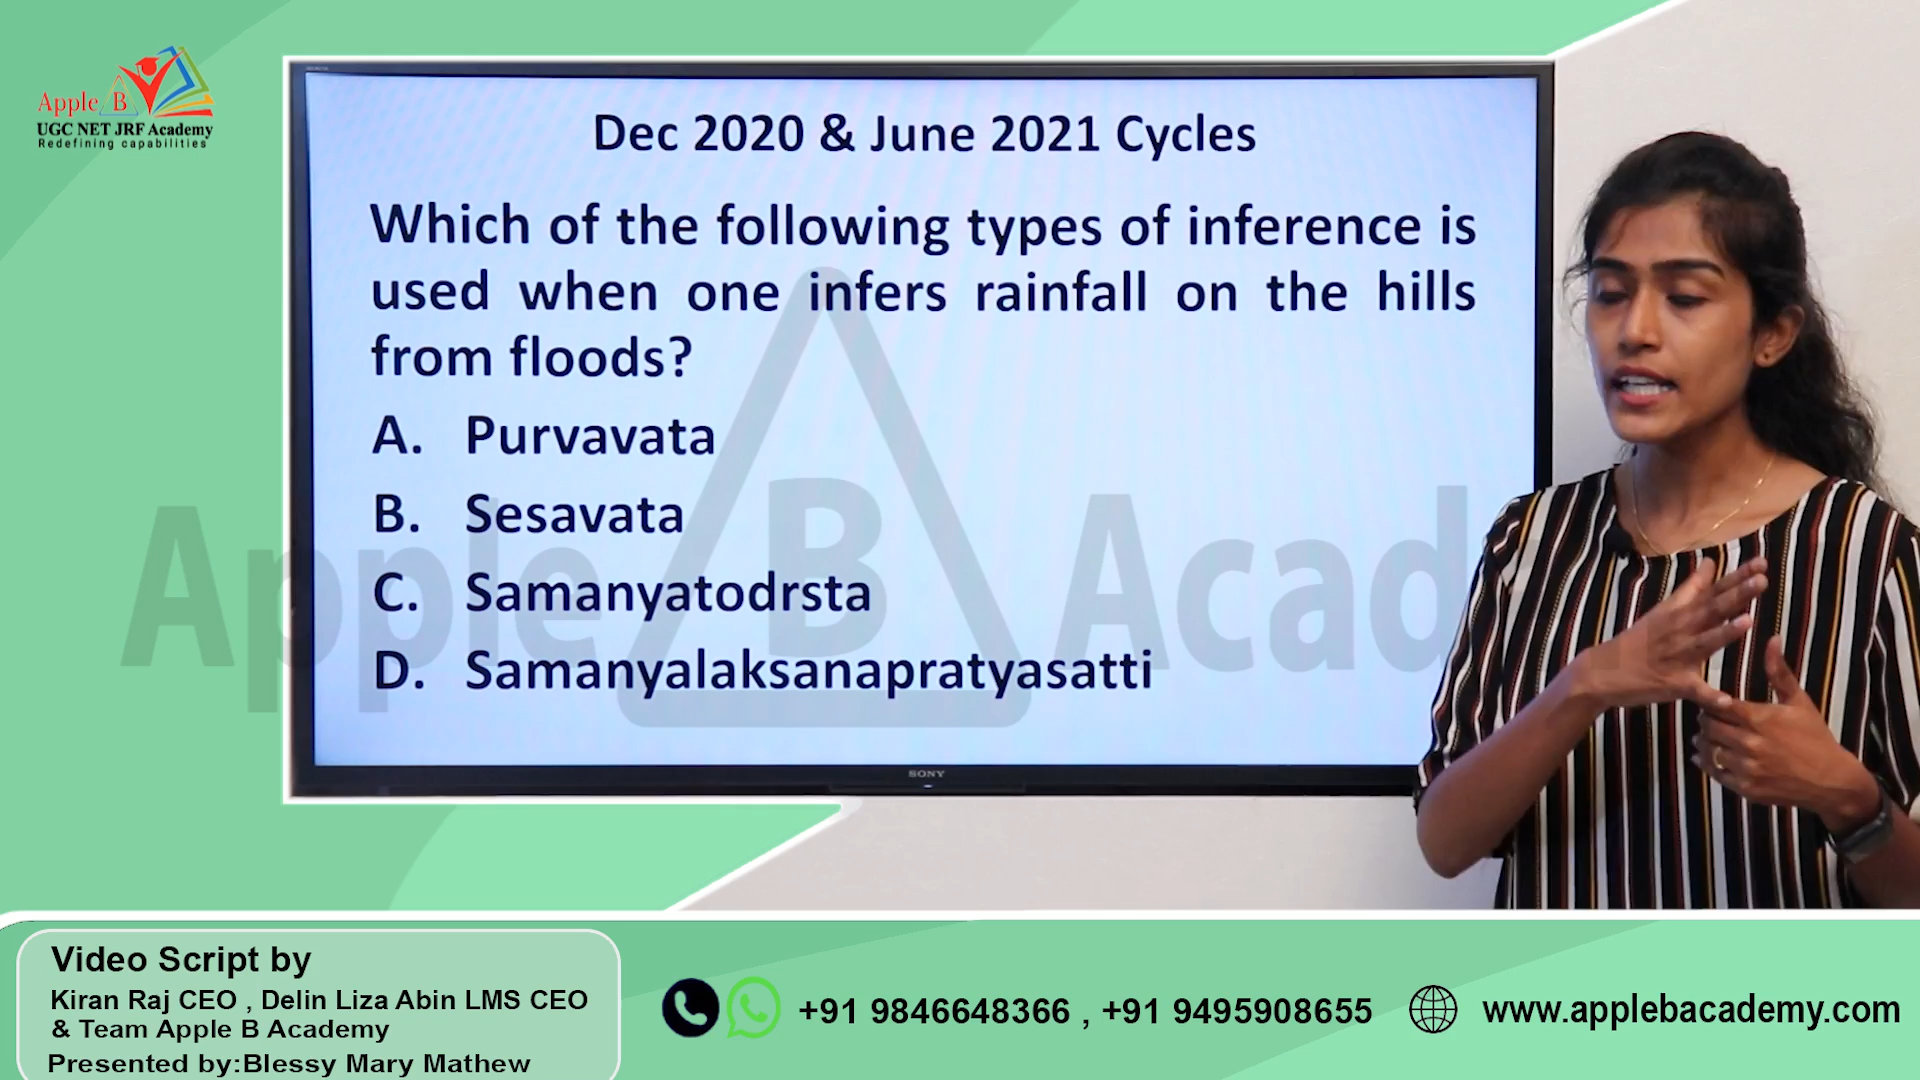 Apple B
UGC NET JRF Academy
Redefining capabilities
Dec 2020 & June 2021 Cycles
Which of the following types of inference is
used when one infers rainfall on the hills
from floods?
A. Purvavata
B. Sesavata
C. Samanyatodrsta
D. Samanyalaksanapratyasatti
Apple B Academ
SONY
Video Script by
Kiran Raj CEO , Delin Liza Abin LMS CEO
& Team Apple B Academy
Presented by:Blessy Mary Mathew
+91 9846648366 , +91 9495908655
www.applebacademy.com